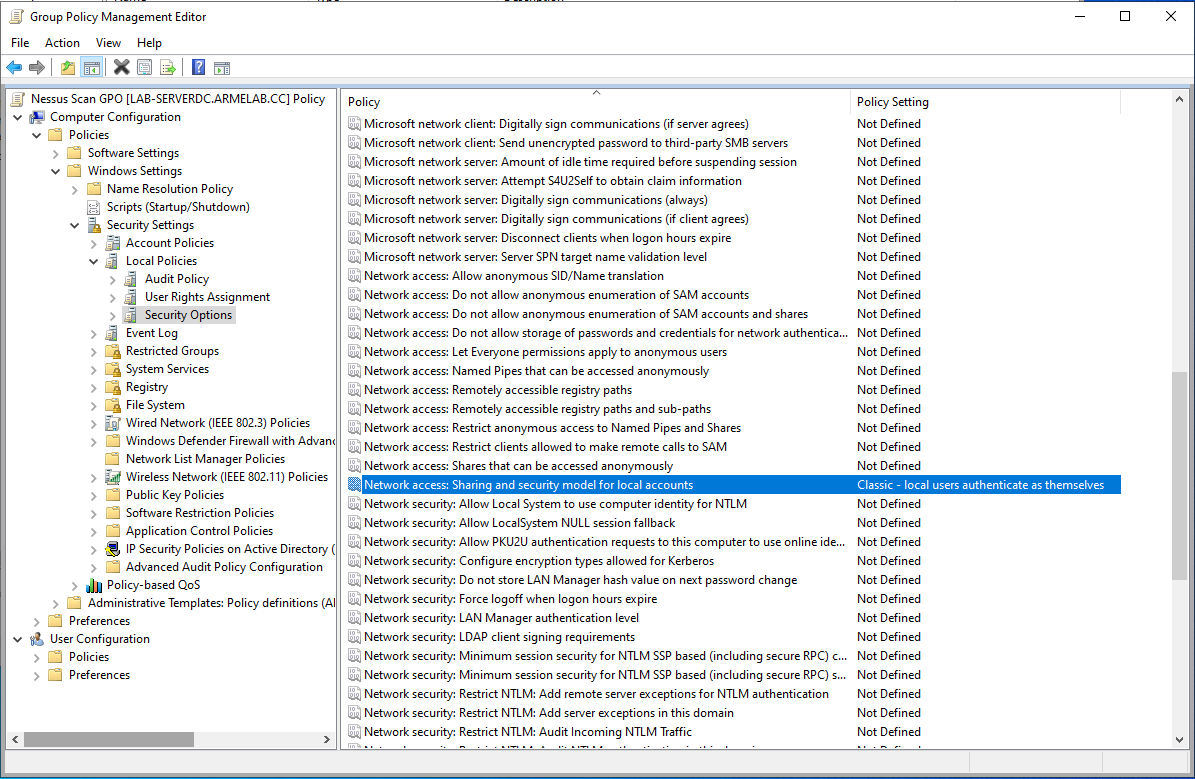 Group Policy Management Editor
File Action View Help
Nessus Scan GPO [LAB-SERVERDC.ARMELAB.CC] Policy
Computer Configuration
Policies
Software Settings
Windows Settings
Name Resolution Policy
Scripts (Startup/Shutdown)
Security Settings
Account Policies
Local Policies
Audit Policy
User Rights Assignment
Security Options
Event Log
Restricted Groups
System Services
Registry
File System
Wired Network (IEEE 802.3) Policies
Windows Defender Firewall with Advanc
Network List Manager Policies
Wireless Network (IEEE 802.11) Policies
Public Key Policies
Software Restriction Policies
Application Control Policies
IP Security Policies on Active Directory (
Advanced Audit Policy Configuration
Policy-based QoS
Administrative Templates: Policy definitions (Al
Preferences
User Configuration
Policies
Preferences
Policy Policy Setting
Microsoft network client: Digitally sign communications (if server agrees) Not Defined
Microsoft network client: Send unencrypted password to third-party SMB servers Not Defined
Microsoft network server: Amount of idle time required before suspending session Not Defined
Microsoft network server: Attempt S4U2Self to obtain claim information Not Defined
Microsoft network server: Digitally sign communications (always) Not Defined
Microsoft network server: Digitally sign communications (if client agrees) Not Defined
Microsoft network server: Disconnect clients when logon hours expire Not Defined
Microsoft network server: Server SPN target name validation level Not Defined
Network access: Allow anonymous SID/Name translation Not Defined
Network access: Do not allow anonymous enumeration of SAM accounts Not Defined
Network access: Do not allow anonymous enumeration of SAM accounts and shares Not Defined
Network access: Do not allow storage of passwords and credentials for network authentica... Not Defined
Network access: Let Everyone permissions apply to anonymous users Not Defined
Network access: Named Pipes that can be accessed anonymously Not Defined
Network access: Remotely accessible registry paths Not Defined
Network access: Remotely accessible registry paths and sub-paths Not Defined
Network access: Restrict anonymous access to Named Pipes and Shares Not Defined
Network access: Restrict clients allowed to make remote calls to SAM Not Defined
Network access: Shares that can be accessed anonymously Not Defined
Network access: Sharing and security model for local accounts Classic - local users authenticate as themselves
Network security: Allow Local System to use computer identity for NTLM Not Defined
Network security: Allow LocalSystem NULL session fallback Not Defined
Network security: Allow PKU2U authentication requests to this computer to use online ide... Not Defined
Network security: Configure encryption types allowed for Kerberos Not Defined
Network security: Do not store LAN Manager hash value on next password change Not Defined
Network security: Force logoff when logon hours expire Not Defined
Network security: LAN Manager authentication level Not Defined
Network security: LDAP client signing requirements Not Defined
Network security: Minimum session security for NTLM SSP based (including secure RPC) c... Not Defined
Network security: Minimum session security for NTLM SSP based (including secure RPC) s... Not Defined
Network security: Restrict NTLM: Add remote server exceptions for NTLM authentication Not Defined
Network security: Restrict NTLM: Add server exceptions in this domain Not Defined
Network security: Restrict NTLM: Audit Incoming NTLM Traffic Not Defined